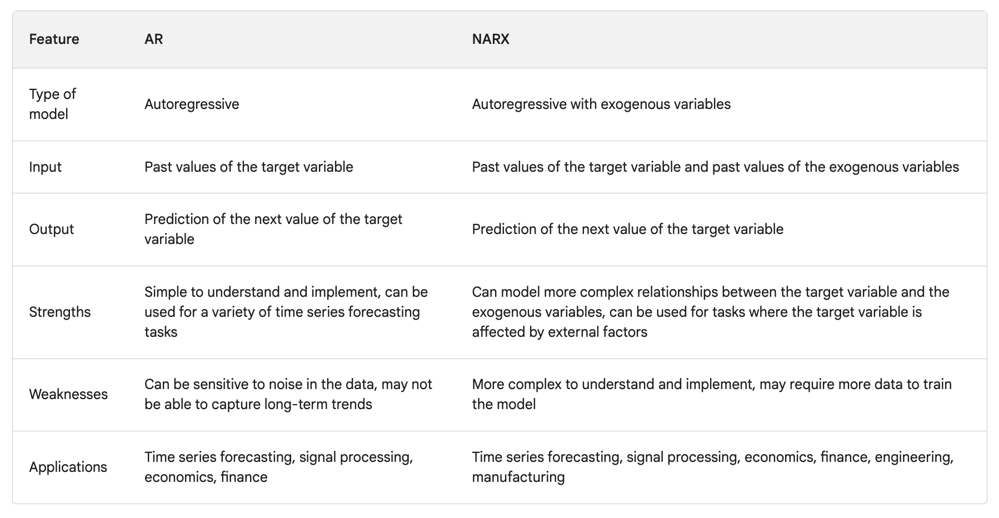 Feature AR NARX
Type of
model
Autoregressive
Autoregressive with exogenous variables
Input
Past values of the target variable
Past values of the target variable and past values of the exogenous variables
Output
Prediction of the next value of the target
variable
Prediction of the next value of the target variable
Strengths
Simple to understand and implement, can be
used for a variety of time series forecasting
tasks
Can model more complex relationships between the target variable and the
exogenous variables, can be used for tasks where the target variable is
affected by external factors
Weaknesses
Can be sensitive to noise in the data, may not
be able to capture long-term trends
More complex to understand and implement, may require more data to train
the model
Applications
Time series forecasting, signal processing,
economics, finance
Time series forecasting, signal processing, economics, finance, engineering,
manufacturing